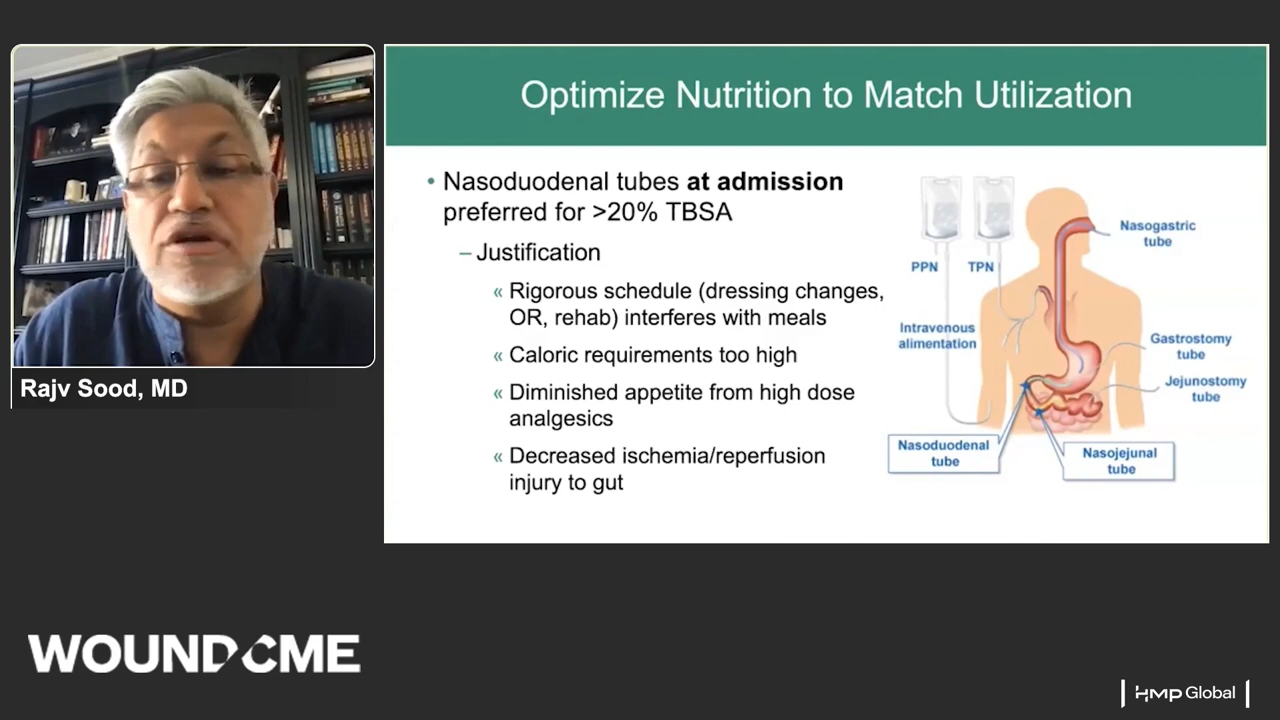 Optimize Nutrition to Match Utilization
• Nasoduodenal tubes at admission
preferred for >20% TBSA
– Justification
« Rigorous schedule (dressing changes,
OR, rehab) interferes with meals
« Caloric requirements too high
« Diminished appetite from high dose
analgesics
« Decreased ischemia/reperfusion
injury to gut
PPN
TPN
Nasogastric
tube
Intravenous
alimentation
Gastrostomy
tube
Jejunostomy
tube
Nasoduodenal
tube
Nasojejunal
tube
Rajv Sood, MD
WOUNDCME
HMP Global